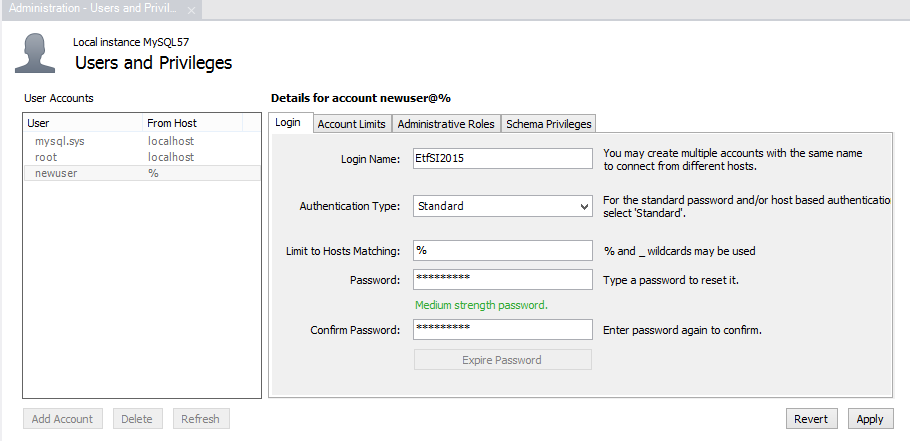 Administration - Users and Privil...
Local instance MySQL57
Users and Privileges
User Accounts
User From Host
mysql.sys localhost
root localhost
newuser %
Add Account Delete Refresh
Details for account newuser@%
Login Account Limits Administrative Roles Schema Privileges
Login Name: EtfSI2015 You may create multiple accounts with the same name
to connect from different hosts.
Authentication Type: Standard For the standard password and/or host based authentication
select 'Standard'.
Limit to Hosts Matching: % % and _ wildcards may be used
Password: ********* Type a password to reset it.
Medium strength password.
Confirm Password: ********* Enter password again to confirm.
Expire Password
Revert Apply